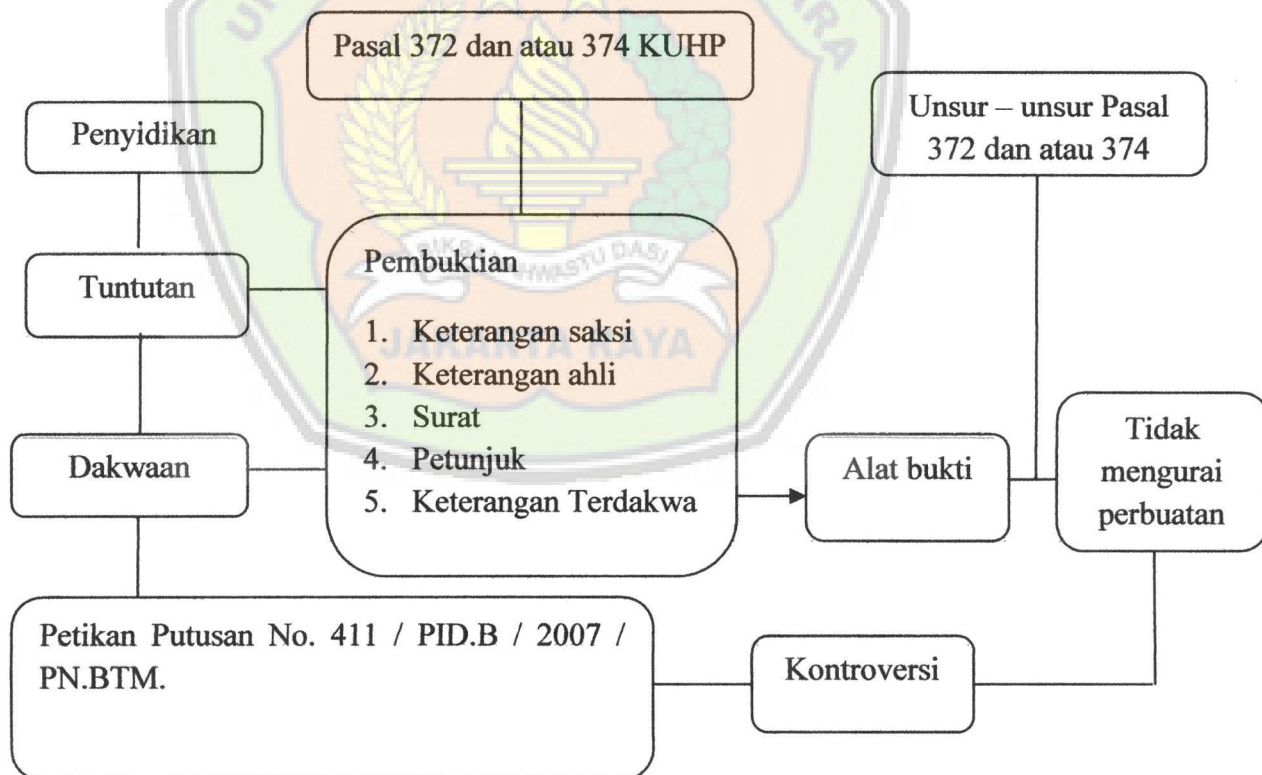 Pasal 372 dan atau 374 KUHP
Penyidikan
Unsur – unsur Pasal
372 dan atau 374
Tuntutan
Pembuktian
1. Keterangan saksi
2. Keterangan ahli
3. Surat
4. Petunjuk
5. Keterangan Terdakwa
JAKARTA RAYA
Dakwaan
Alat bukti
Tidak
mengurai
perbuatan
Petikan Putusan No. 411 / PID.B / 2007 /
PN.BTM.
Kontroversi